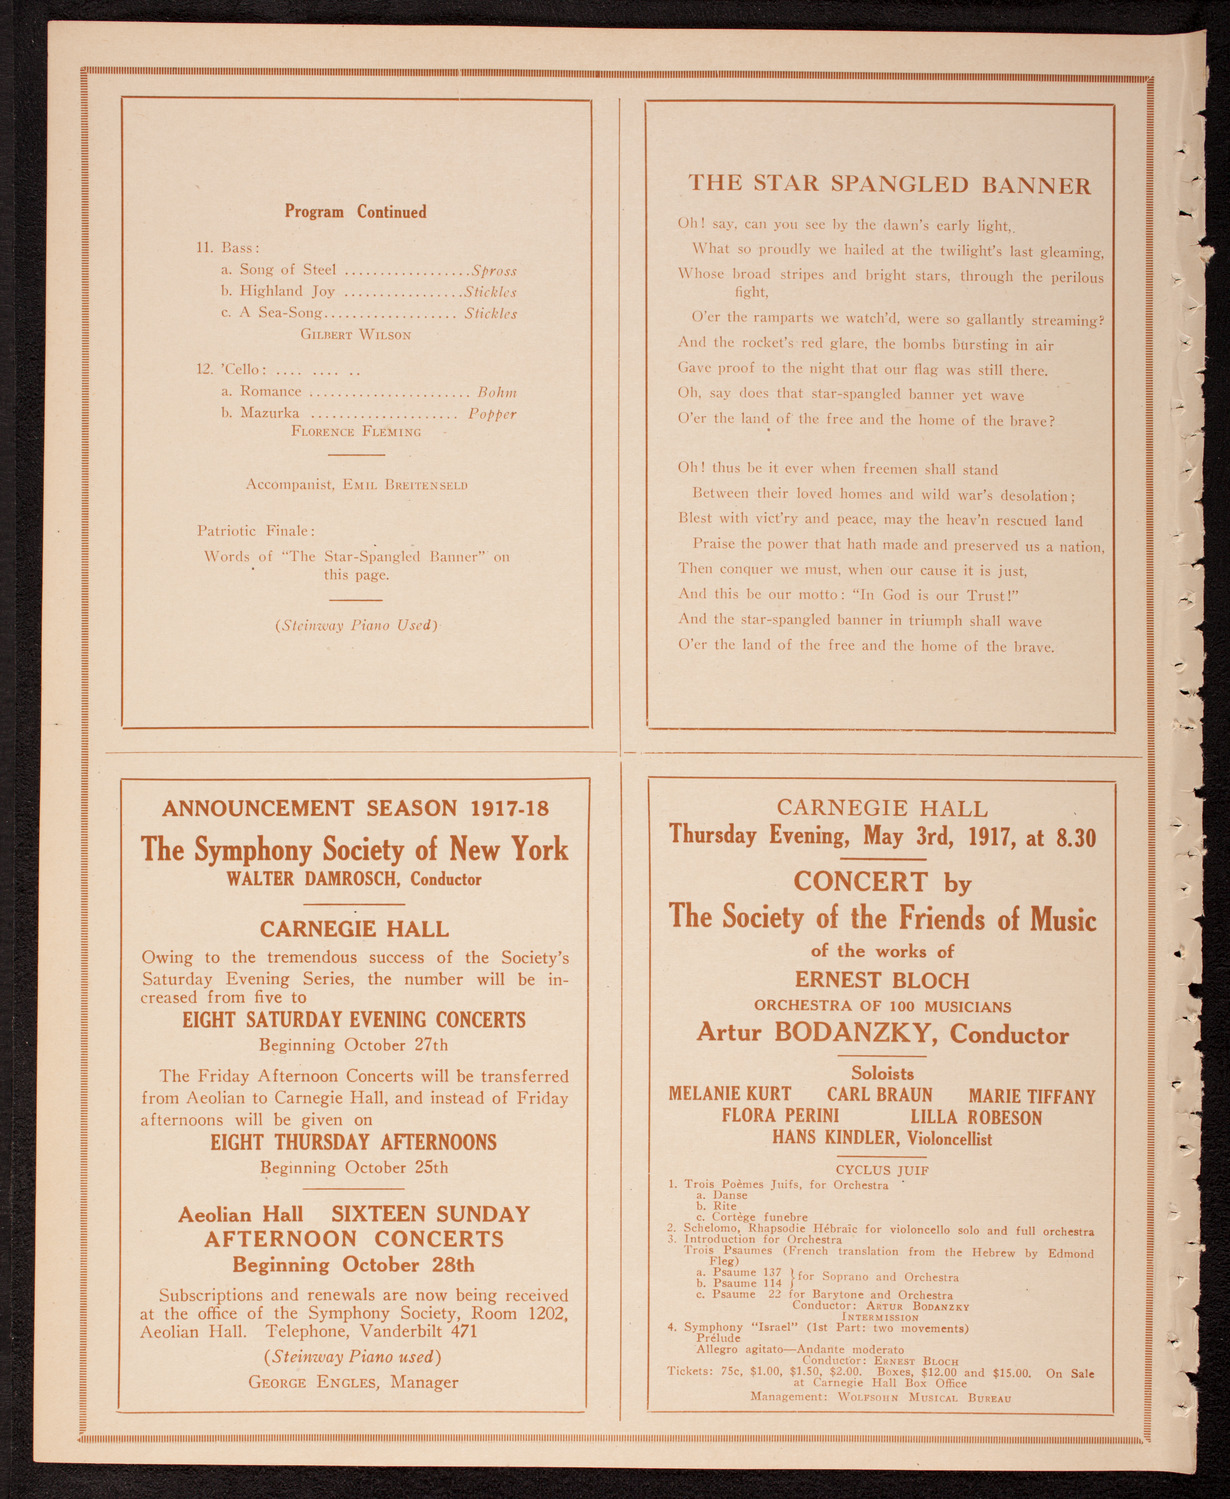 Program Continued
11. Bass:
a. Song of Steel ..................Spross
b. Highland Joy .................Stickles
c. A Sea-Song................... Stickles
GILBERT WILSON
12. 'Cello: .... .... ..
a. Romance ....................... Bohm
b. Mazurka ..................... Popper
FLORENCE FLEMING
Accompanist, EMIL BREITENSELD
Patriotic Finale:
Words of “The Star-Spangled Banner” on
this page.
(Steinway Piano Used)
THE STAR SPANGLED BANNER
Oh! say, can you see by the dawn's early light,
What so proudly we hailed at the twilight's last gleaming,
Whose broad stripes and bright stars, through the perilous
fight,
O'er the ramparts we watch'd, were so gallantly streaming?
And the rocket's red glare, the bombs bursting in air
Gave proof to the night that our flag was still there.
Oh, say does that star-spangled banner yet wave
O'er the land of the free and the home of the brave?
Oh! thus be it ever when freemen shall stand
Between their loved homes and wild war's desolation;
Blest with vict'ry and peace, may the heav'n rescued land
Praise the power that hath made and preserved us a nation,
Then conquer we must, when our cause it is just,
And this be our motto: “In God is our Trust!”
And the star-spangled banner in triumph shall wave
O'er the land of the free and the home of the brave.
ANNOUNCEMENT SEASON 1917-18
The Symphony Society of New York
WALTER DAMROSCH, Conductor
CARNEGIE HALL
Owing to the tremendous success of the Society's
Saturday Evening Series, the number will be in-
creased from five to
EIGHT SATURDAY EVENING CONCERTS
Beginning October 27th
The Friday Afternoon Concerts will be transferred
from Aeolian to Carnegie Hall, and instead of Friday
afternoons will be given on
EIGHT THURSDAY AFTERNOONS
Beginning October 25th
Aeolian Hall SIXTEEN SUNDAY
AFTERNOON CONCERTS
Beginning October 28th
Subscriptions and renewals are now being received
at the office of the Symphony Society, Room 1202,
Aeolian Hall. Telephone, Vanderbilt 471
(Steinway Piano used)
GEORGE ENGLES, Manager
CARNEGIE HALL
Thursday Evening, May 3rd, 1917, at 8.30
CONCERT by
The Society of the Friends of Music
of the works of
ERNEST BLOCH
ORCHESTRA OF 100 MUSICIANS
Artur BODANZKY, Conductor
Soloists
MELANIE KURT CARL BRAUN MARIE TIFFANY
FLORA PERINI LILLA ROBESON
HANS KINDLER, Violoncellist
CYCLUS JUIF
1. Trois Poèmes Juifs, for Orchestra
a. Danse
b. Rite
c. Cortège funebre
2. Schelomo, Rhapsodie Hébraic for violoncello solo and full orchestra
3. Introduction for Orchestra
Trois Psaumes (French translation from the Hebrew by Edmond
Fleg)
a. Psaume 137 } for Soprano and Orchestra
b. Psaume 114 }
c. Psaume 22 for Barytone and Orchestra
Conductor: ARTUR BODANZKY
INTERMISSION
4. Symphony “Israel” (1st Part: two movements)
Prélude
Allegro agitato—Andante moderato
Conductor: ERNEST BLOCH
Tickets: 75c, $1.00, $1.50, $2.00. Boxes, $12.00 and $15.00. On Sale
at Carnegie Hall Box Office
Management: WOLFSOHN MUSICAL BUREAU